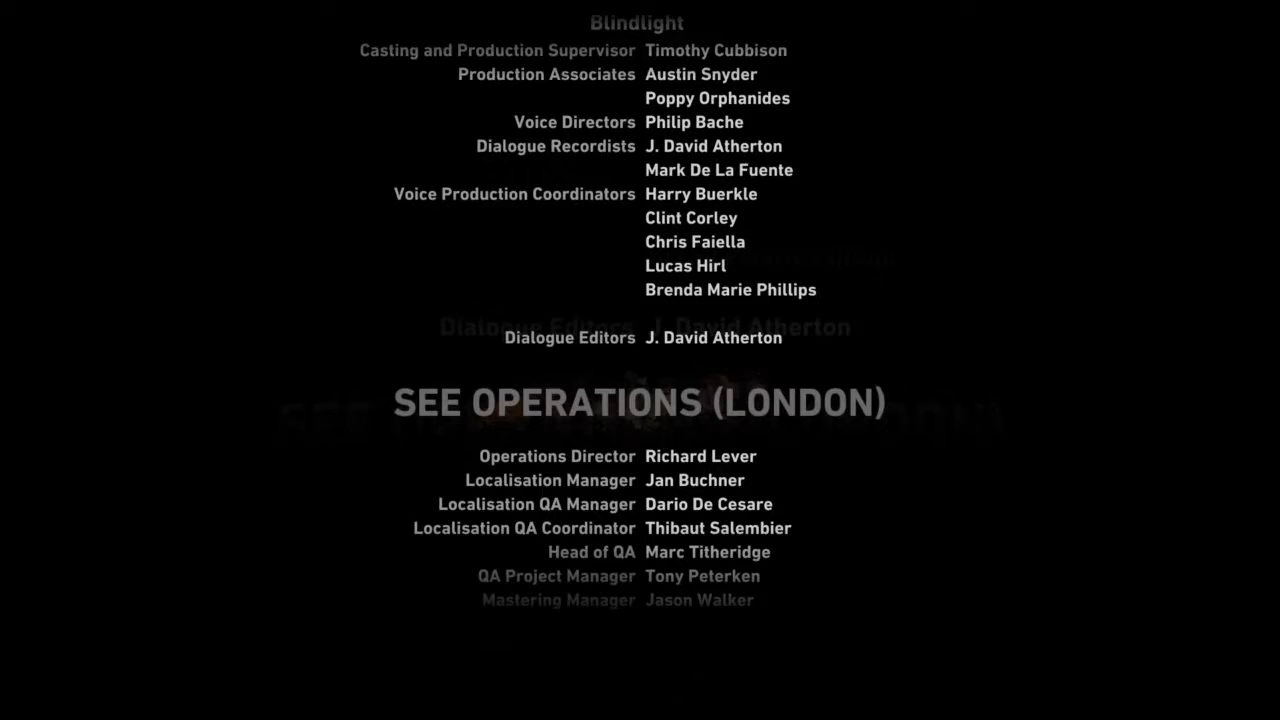 Blindlight
Casting and Production Supervisor Timothy Cubbison
Production Associates Austin Snyder
Poppy Orphanides
Voice Directors Philip Bache
Dialogue Recordists J. David Atherton
Mark De La Fuente
Voice Production Coordinators Harry Buerkle
Clint Corley
Chris Faiella
Lucas Hirl
Brenda Marie Phillips
Dialogue Editors J. David Atherton
SEE OPERATIONS (LONDON)
Operations Director Richard Lever
Localisation Manager Jan Buchner
Localisation QA Manager Dario De Cesare
Localisation QA Coordinator Thibaut Salembier
Head of QA Marc Titheridge
QA Project Manager Tony Peterken
Mastering Manager Jason Walker